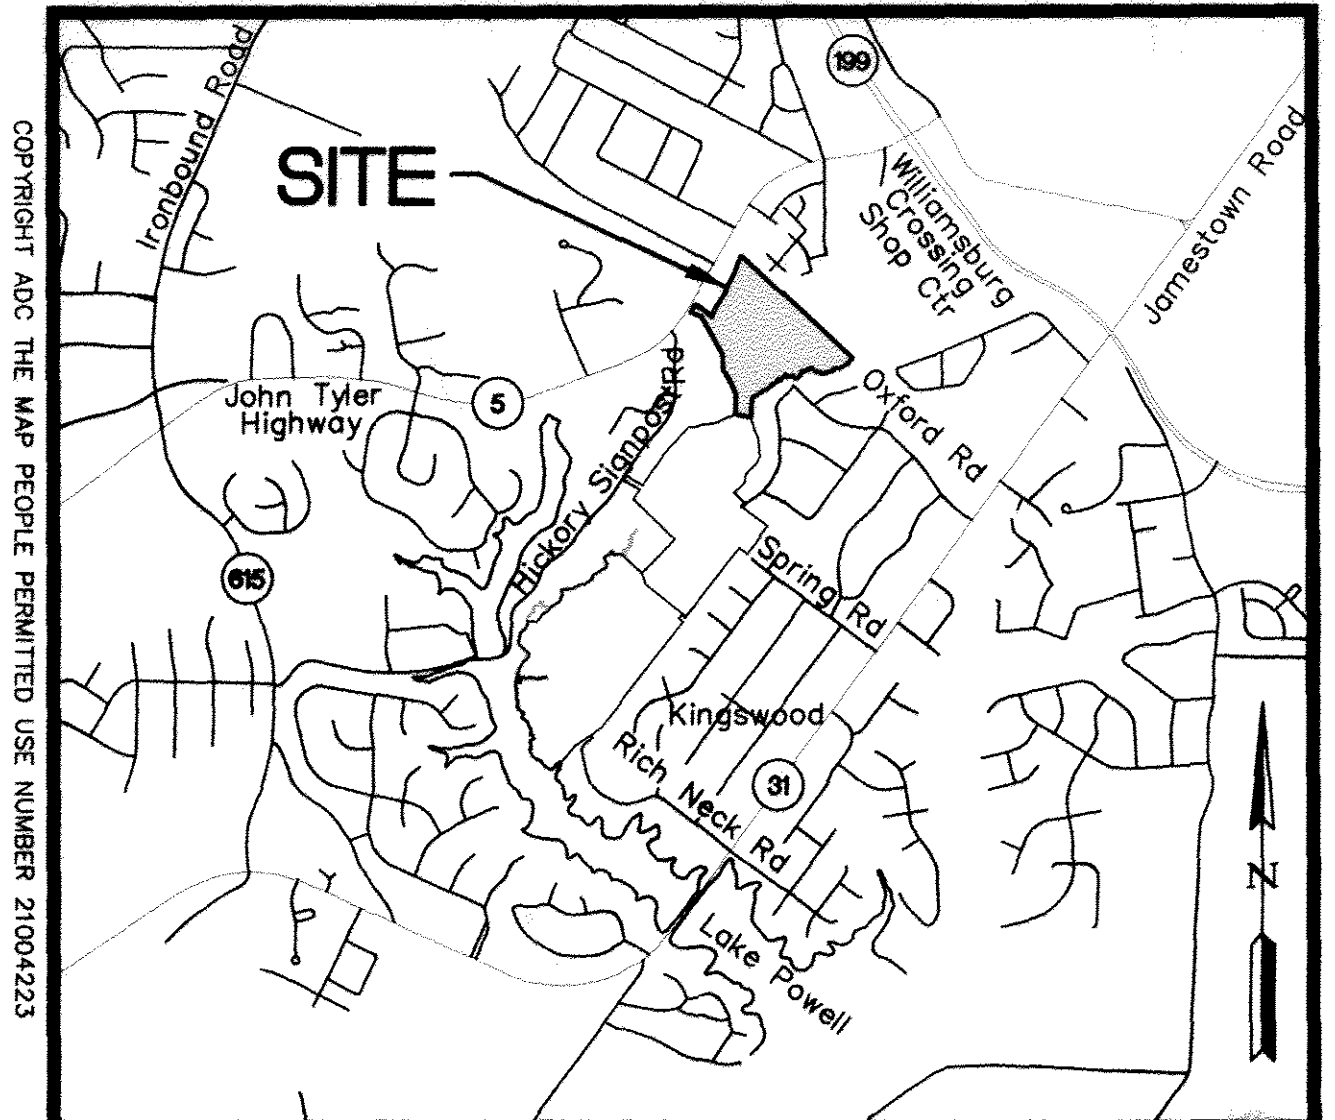 COPYRIGHT ADC THE MAP PEOPLE PERMITTED USE NUMBER 21004223
Ironbound Road
199
SITE
Williamsburg
Crossing
Shop Ctr
Jamestown Road
John Tyler
Highway
5
Hickory Signpost Rd
Oxford Rd
615
Spring Rd
Kingswood
Rich Neck Rd
31
Lake Powell
N